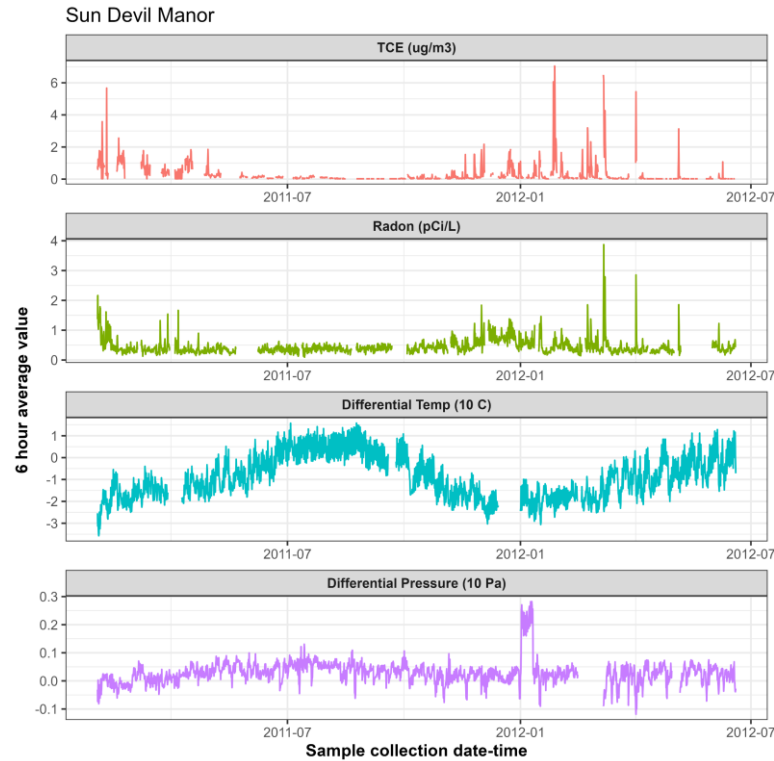 Sun Devil Manor
TCE (ug/m3)
6
4
2
0
2011-07 2012-01 2012-07
Radon (pCi/L)
4
3
2
1
0
2011-07 2012-01 2012-07
Differential Temp (10 C)
1
0
-1
-2
-3
2011-07 2012-01 2012-07
Differential Pressure (10 Pa)
0.3
0.2
0.1
0.0
-0.1
2011-07 2012-01 2012-07
6 hour average value
Sample collection date-time